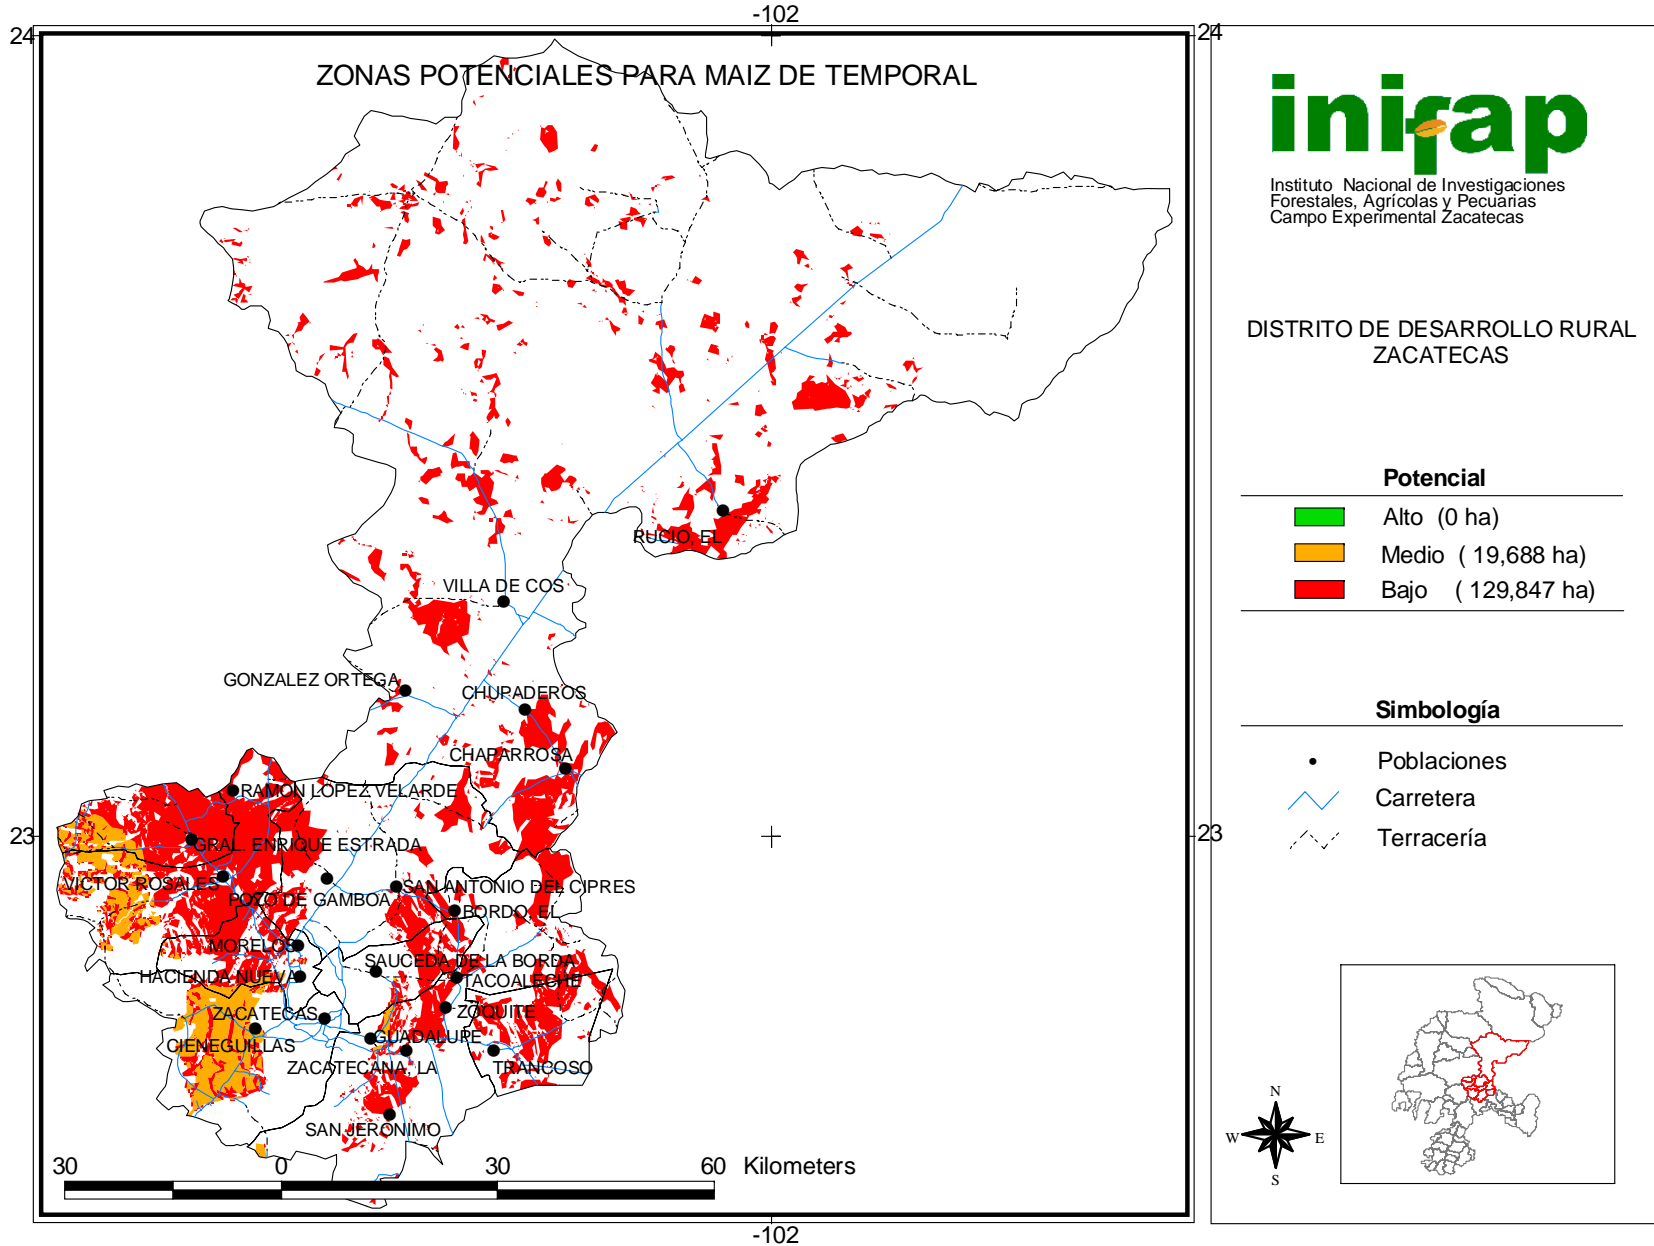 -102
24
24
ZONAS POTENCIALES PARA MAIZ DE TEMPORAL
inifap
Instituto Nacional de Investigaciones
Forestales, Agrícolas y Pecuarias
Campo Experimental Zacatecas
DISTRITO DE DESARROLLO RURAL
ZACATECAS
Potencial
Alto (0 ha)
Medio ( 19,688 ha)
Bajo ( 129,847 ha)
Simbología
Poblaciones
Carretera
Terracería
RUCIO, EL
VILLA DE COS
GONZALEZ ORTEGA
CHUPADEROS
CHAPARROSA
RAMON LOPEZ VELARDE
23
23
GRAL. ENRIQUE ESTRADA
VICTOR ROSALES
SAN ANTONIO DEL CIPRES
POZO DE GAMBOA
BORDO, EL
MORELOS
SAUCEDA DE LA BORDA
HACIENDA NUEVA
TACOALECHE
ZACATECAS
ZOQUITE
CIENEGUILLAS
GUADALUPE
ZACATECANA, LA
TRANCOSO
SAN JERONIMO
30 0 30 60 Kilometers
N
W E
S
-102